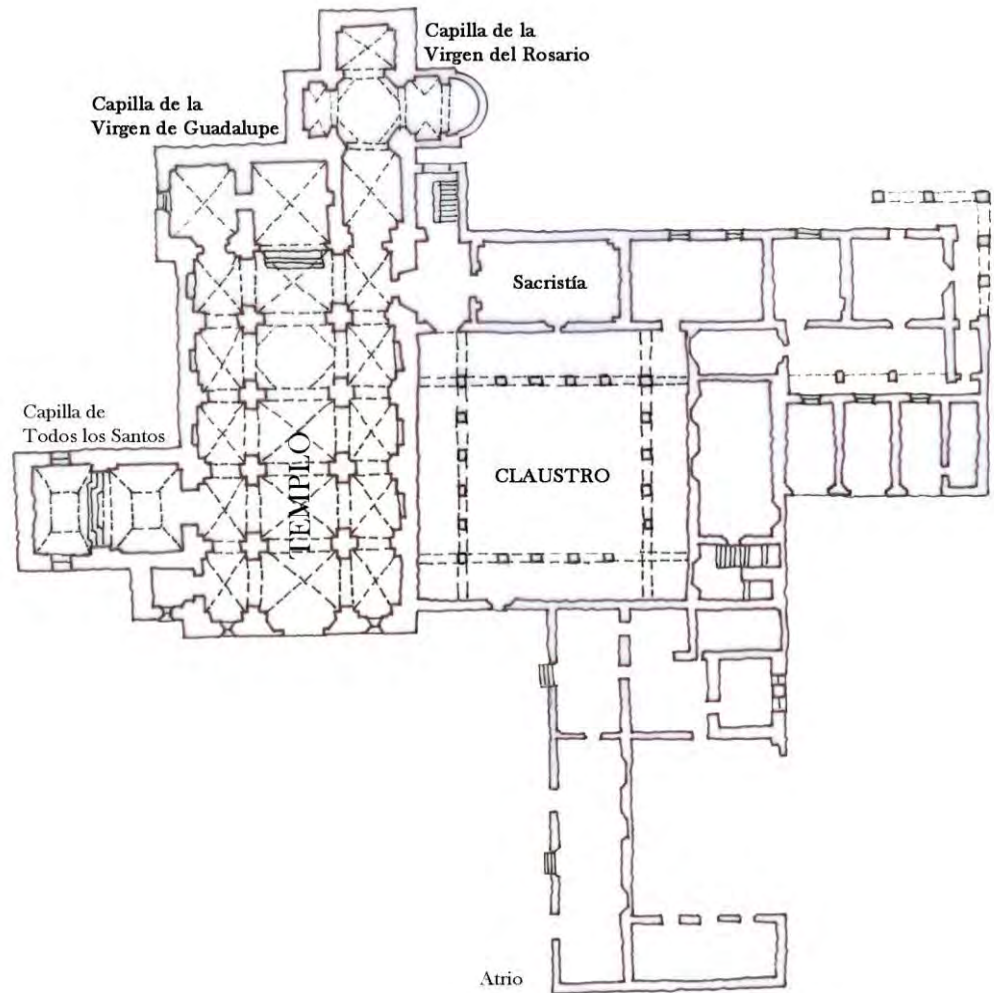 Capilla de la
Virgen del Rosario
Capilla de la
Virgen de Guadalupe
Sacristía
Capilla de
Todos los Santos
TEMPLO
CLAUSTRO
Atrio